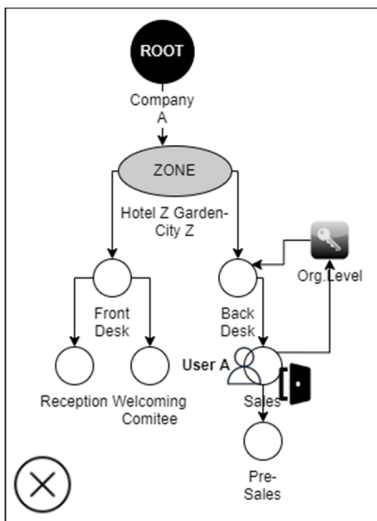 ROOT
Company
A
ZONE
Hotel Z Garden-
City Z
Org.Level
Front
Desk
Back
Desk
User A
Reception
Welcoming
Comitee
Sales
Pre-
Sales